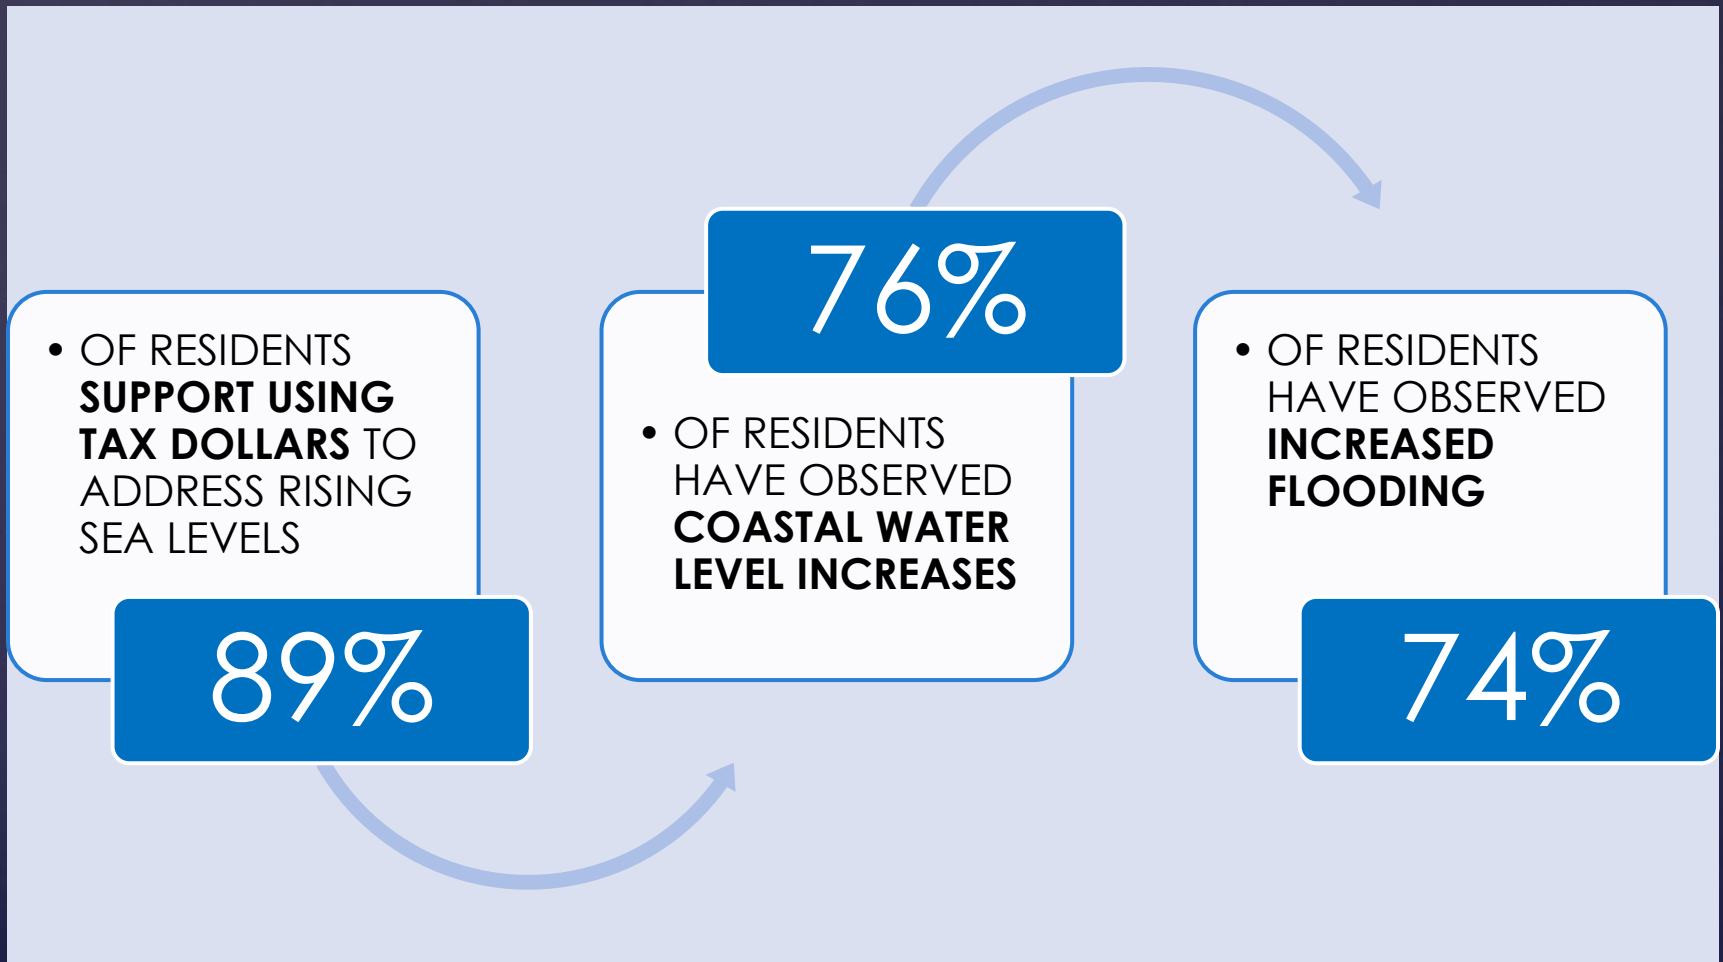 • OF RESIDENTS
SUPPORT USING
TAX DOLLARS TO
ADDRESS RISING
SEA LEVELS
89%
76%
• OF RESIDENTS
HAVE OBSERVED
COASTAL WATER
LEVEL INCREASES
• OF RESIDENTS
HAVE OBSERVED
INCREASED
FLOODING
74%